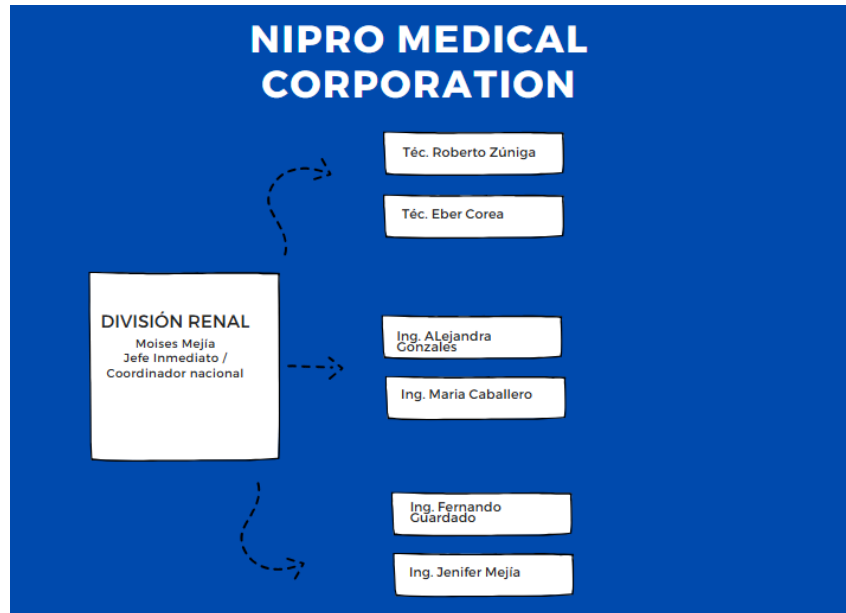 NIPRO MEDICAL
CORPORATION
Téc. Roberto Zúniga
Téc. Eber Corea
DIVISIÓN RENAL
Moises Mejía
Jefe Inmediato /
Coordinador nacional
Ing. ALejandra
Gonzales
Ing. Maria Caballero
Ing. Fernando
Guardado
Ing. Jenifer Mejía